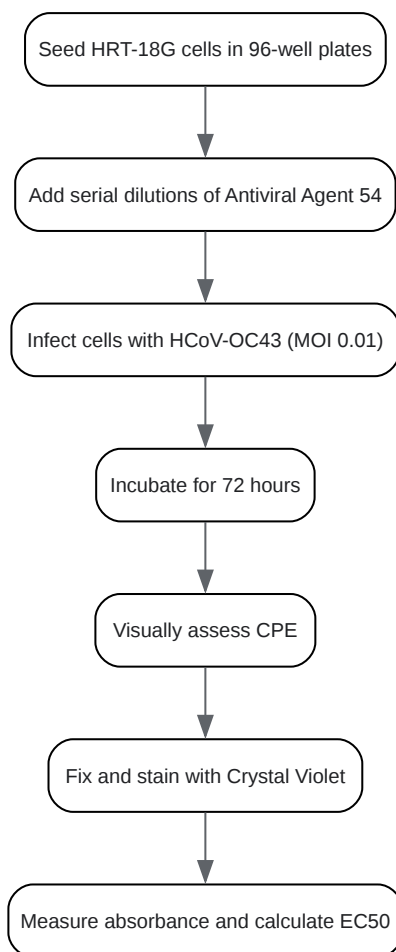 Seed HRT-18G cells in 96-well plates
Add serial dilutions of Antiviral Agent 54
Infect cells with HCoV-OC43 (MOI 0.01)
Incubate for 72 hours
Visually assess CPE
Fix and stain with Crystal Violet
Measure absorbance and calculate EC50